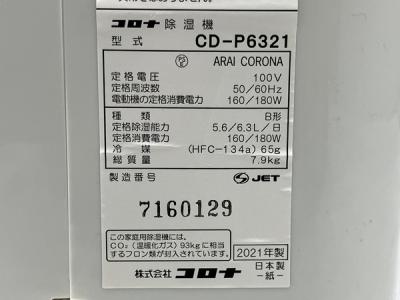 コロナ 除湿機
型式 CD-P6321
ARAI CORONA
定格電圧 100V
定格周波数 50/60Hz
電動機の定格消費電力 160/180W
種類 B形
定格除湿能力 5.6/6.3L/日
定格消費電力 160/180W
冷媒 (HFC-134a) 65g
総質量 7.9kg
製造番号 JET
7160129
この家庭用除湿機には、
CO₂(温暖化ガス)93kgに相当
するフロン類が封入されています。
2021年製
株式会社 コロナ
日本製
-紙-